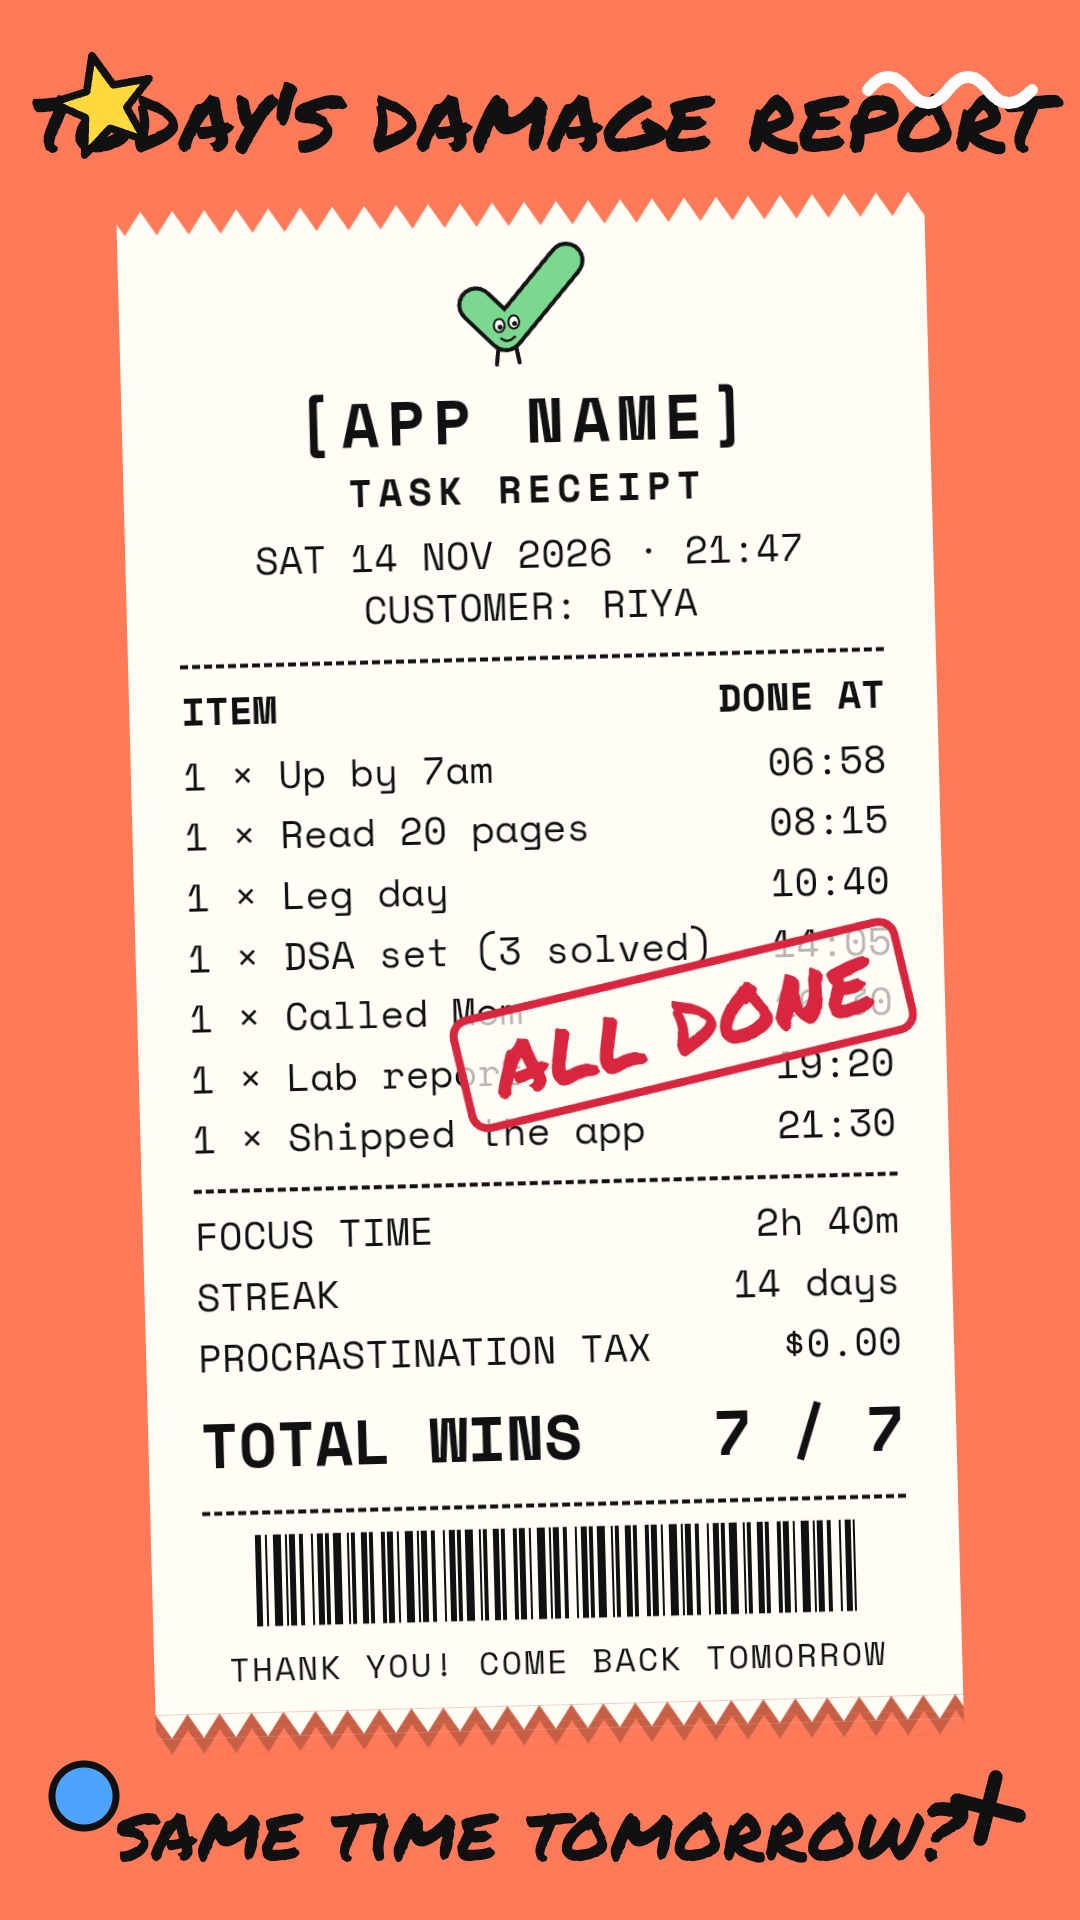 TODAY'S DAMAGE REPORT
[APP NAME]
TASK RECEIPT
SAT 14 NOV 2026 · 21:47
CUSTOMER: RIYA
ITEM DONE AT
1 × Up by 7am 06:58
1 × Read 20 pages 08:15
1 × Leg day 10:40
1 × DSA set (3 solved) 14:05
1 × Called Mom
ALL DONE
1 × Lab report 19:20
1 × Shipped the app 21:30
FOCUS TIME 2h 40m
STREAK 14 days
PROCRASTINATION TAX $0.00
TOTAL WINS 7 / 7
THANK YOU! COME BACK TOMORROW
SAME TIME TOMORROW?